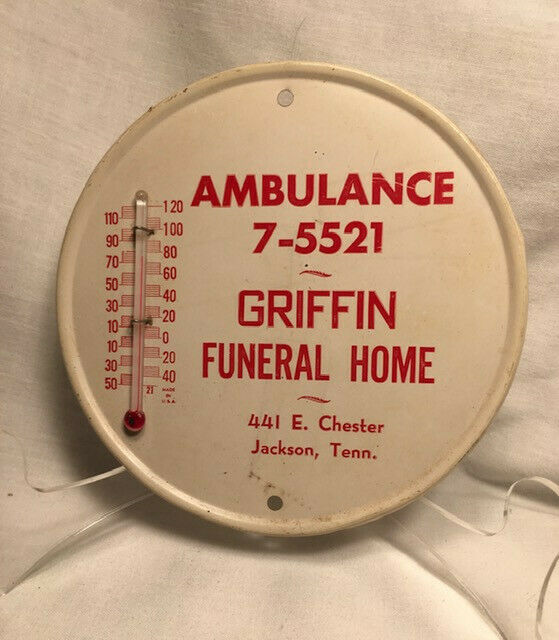 AMBULANCE
7-5521
GRIFFIN
FUNERAL HOME
441 E. Chester
Jackson, Tenn.
110 120
90 100
70 80
50 60
30 40
10 20
10 0
30 20
50 40
21
MADE
IN
U.S.A.